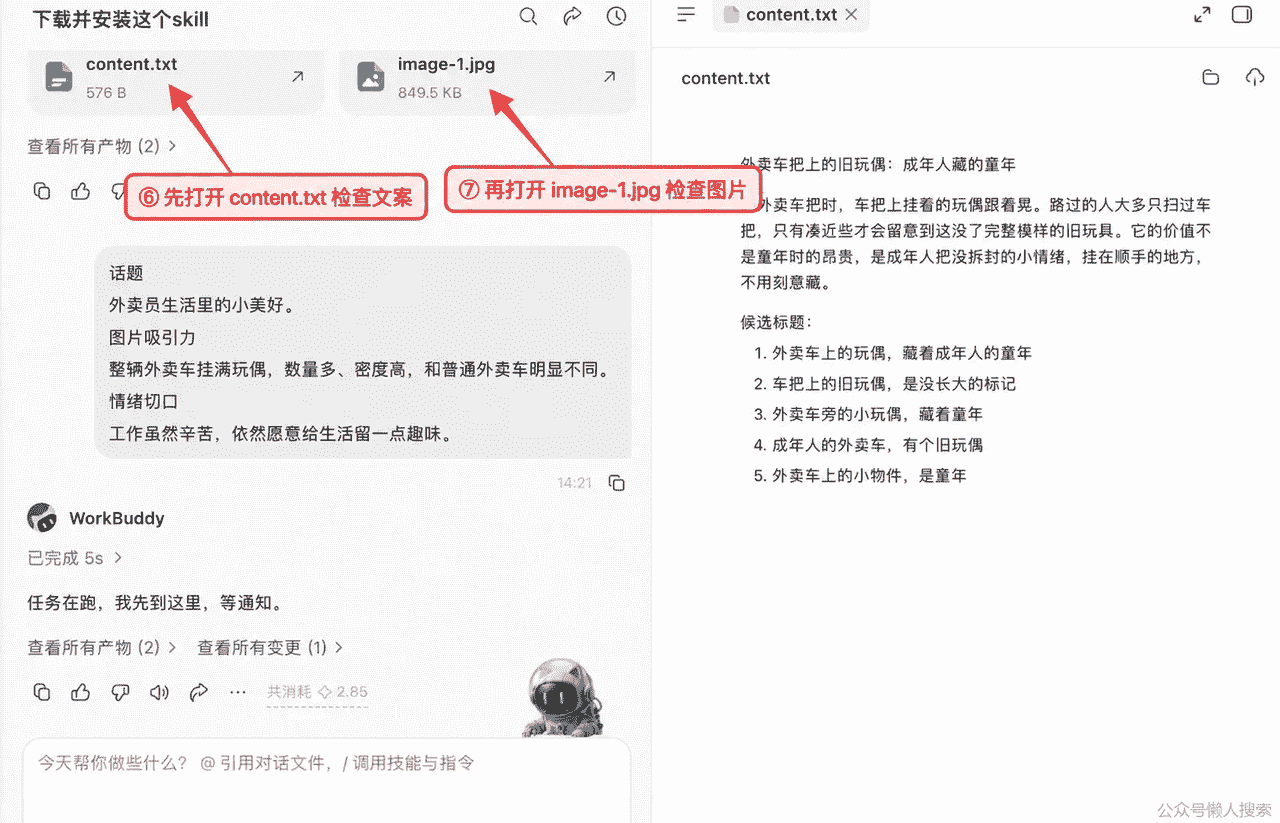 下载并安装这个skill
content.txt
576 B
image-1.jpg
849.5 KB
查看所有产物 (2) >
⑥ 先打开 content.txt 检查文案
⑦ 再打开 image-1.jpg 检查图片
话题
外卖员生活里的小美好。
图片吸引力
整辆外卖车挂满玩偶，数量多、密度高，和普通外卖车明显不同。
情绪切口
工作虽然辛苦，依然愿意给生活留一点趣味。
14:21
WorkBuddy
已完成 5s >
任务在跑，我先到这里，等通知。
查看所有产物 (2) > 查看所有变更 (1) >
共消耗 2.85
今天帮你做些什么？ @ 引用对话文件，/ 调用技能与指令
content.txt
content.txt
外卖车把上的旧玩偶：成年人藏的童年
外卖车把时，车把上挂着的玩偶跟着晃。路过的人大多只扫过车
把，只有凑近些才会留意到这没了完整模样的旧玩具。它的价值不
是童年时的昂贵，是成年人把没拆封的小情绪，挂在顺手的地方，
不用刻意藏。
候选标题：
1. 外卖车上的玩偶，藏着成年人的童年
2. 车把上的旧玩偶，是没长大的标记
3. 外卖车旁的小玩偶，藏着童年
4. 成年人的外卖车，有个旧玩偶
5. 外卖车上的小物件，是童年
公众号懒人搜索